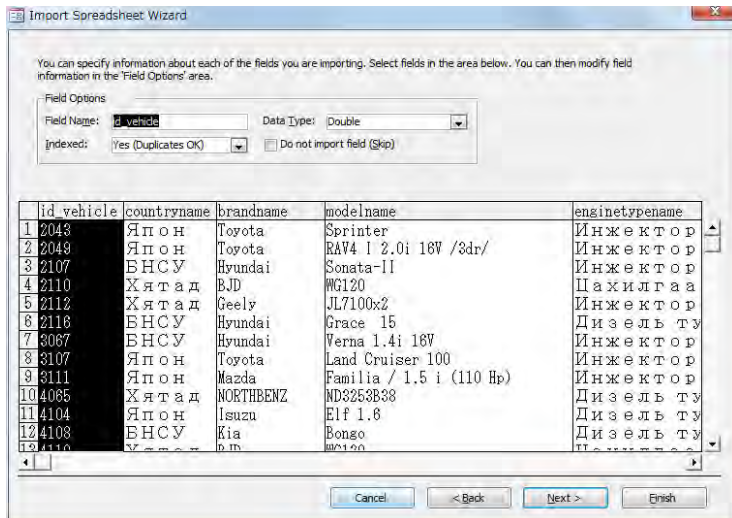 Import Spreadsheet Wizard
You can specify information about each of the fields you are importing. Select fields in the area below. You can then modify field
information in the 'Field Options' area.
Field Options
Field Name: id_vehicle Data Type: Double
Indexed: Yes (Duplicates OK) Do not import field (Skip)
id_vehicle countryname brandname modelname enginetypename
1 2043 Япон Toyota Sprinter Инжектор
2 2049 Япон Toyota RAV4 I 2.0i 16V /3dr/ Инжектор
3 2107 БНСУ Hyundai Sonata-II Инжектор
4 2110 Хятад BJD WG120 Цахилгаа
5 2112 Хятад Geely JL7100x2 Инжектор
6 2116 БНСУ Hyundai Grace 15 Дизель ту
7 3067 БНСУ Hyundai Verna 1.4i 16V Инжектор
8 3107 Япон Toyota Land Cruiser 100 Инжектор
9 3111 Япон Mazda Familia / 1.5 i (110 Hp) Инжектор
10 4065 Хятад NORTHBENZ ND3253B38 Дизель ту
11 4104 Япон Isuzu Elf 1.6 Дизель ту
12 4108 БНСУ Kia Bongo Дизель ту
Cancel < Back Next > Finish